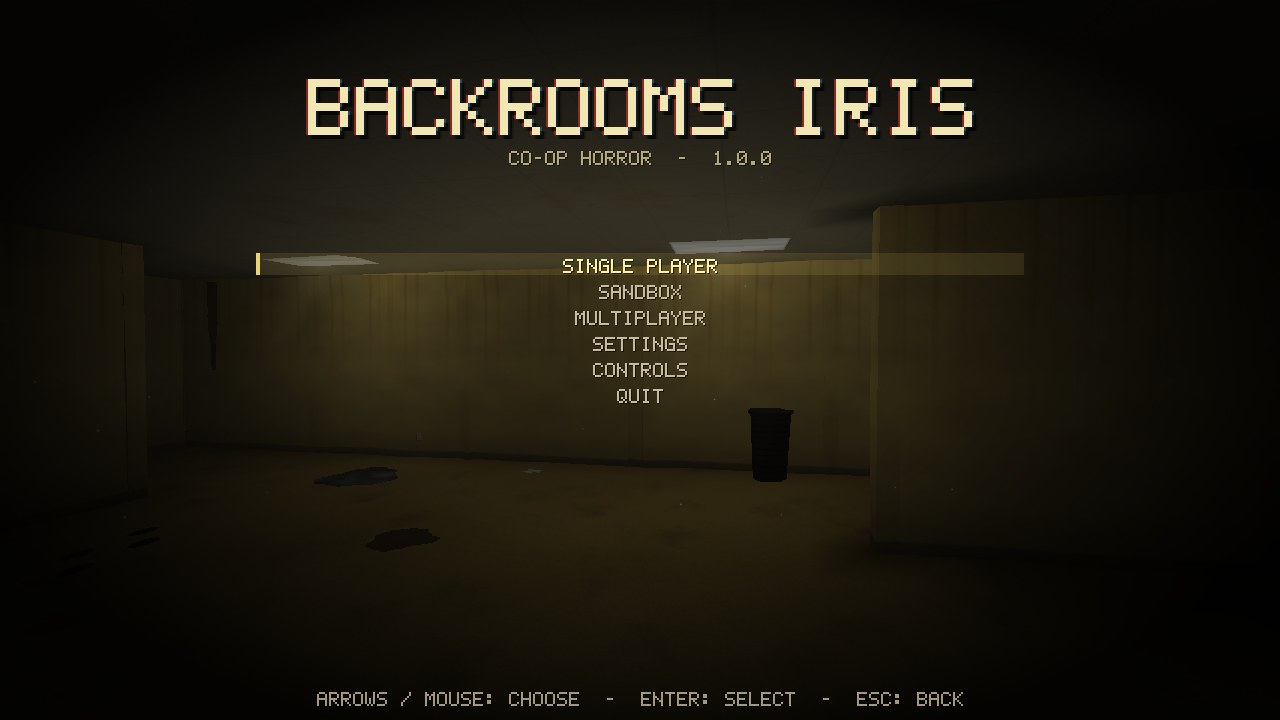 BACKROOMS IRIS
CO-OP HORROR - 1.0.0
SINGLE PLAYER
SANDBOX
MULTIPLAYER
SETTINGS
CONTROLS
QUIT
ARROWS / MOUSE: CHOOSE - ENTER: SELECT - ESC: BACK